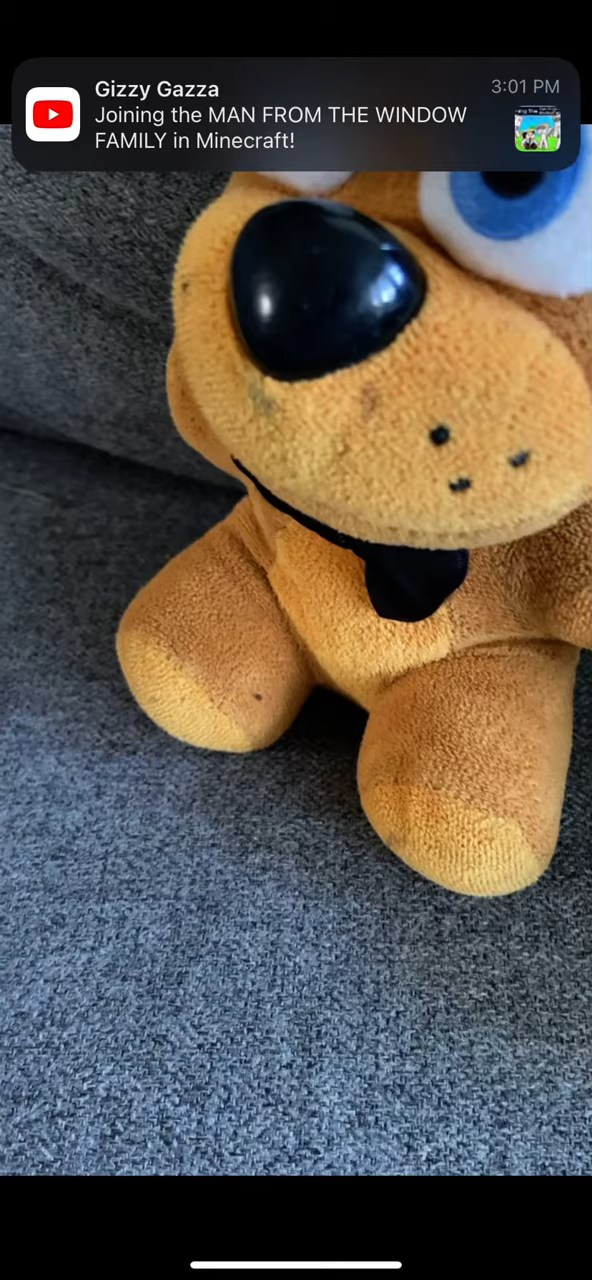 Gizzy Gazza
3:01 PM
Joining the MAN FROM THE WINDOW
FAMILY in Minecraft!